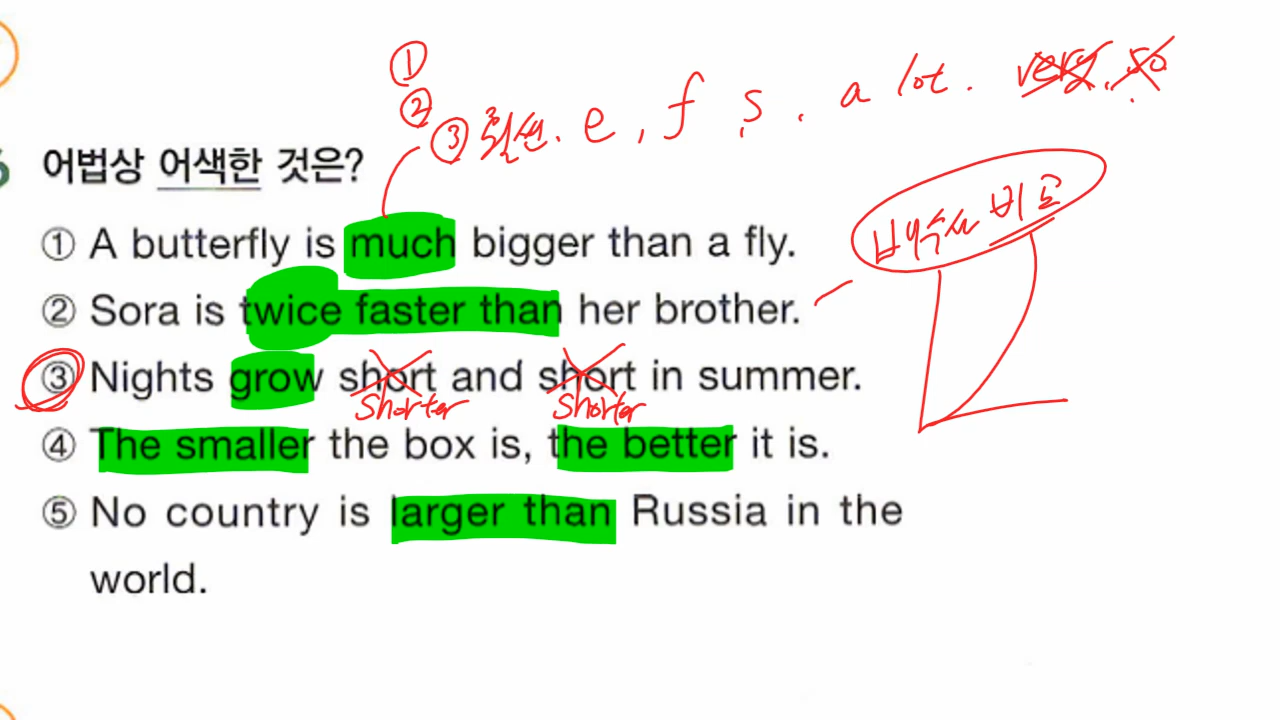 ①
②
③ 훨씬. e, f, s, a lot. very, so
6 어법상 어색한 것은?
배수사 비교
① A butterfly is much bigger than a fly.
② Sora is twice faster than her brother.
③ Nights grow short and short in summer.
shorter shorter
④ The smaller the box is, the better it is.
⑤ No country is larger than Russia in the
world.